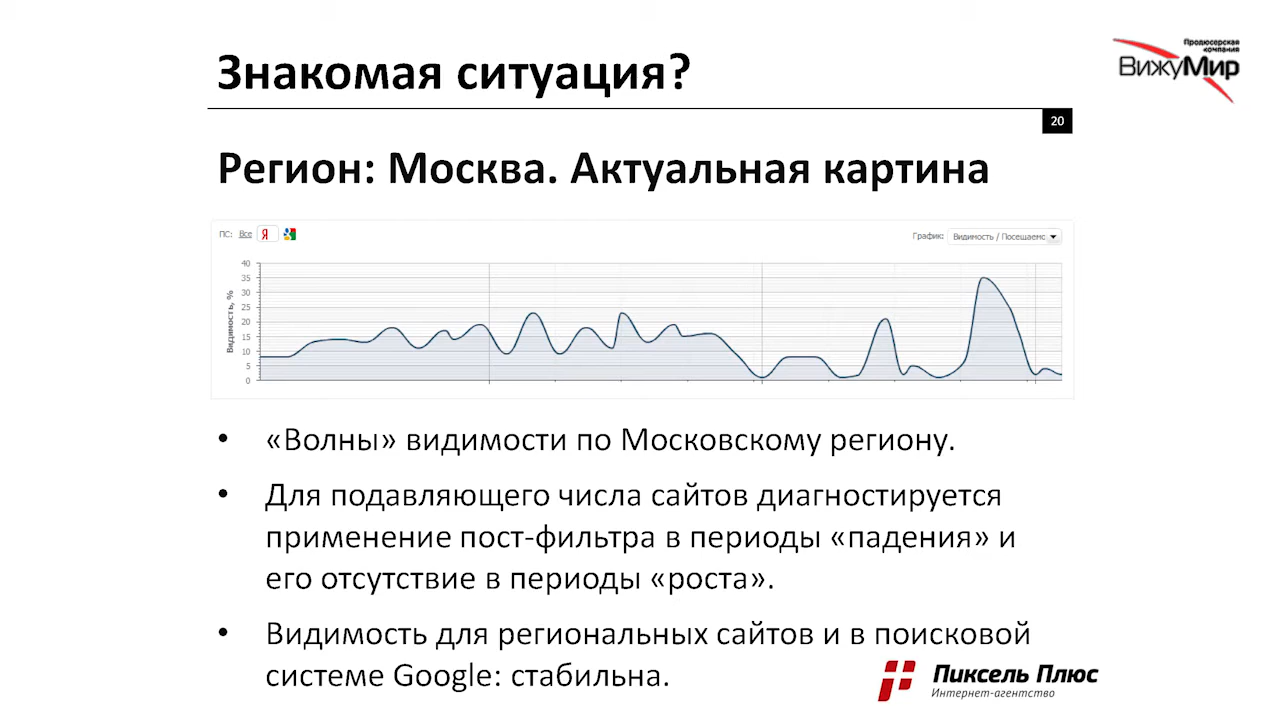 Знакомая ситуация?
Продюсерская
компания
ВижуМир
20
Регион: Москва. Актуальная картина
ПС: Все Я
График: Видимость / Посещаемс
Видимость, %
40
35
30
25
20
15
10
5
0
• «Волны» видимости по Московскому региону.
• Для подавляющего числа сайтов диагностируется
применение пост-фильтра в периоды «падения» и
его отсутствие в периоды «роста».
• Видимость для региональных сайтов и в поисковой
системе Google: стабильна.
Пиксель Плюс
Интернет-агентство